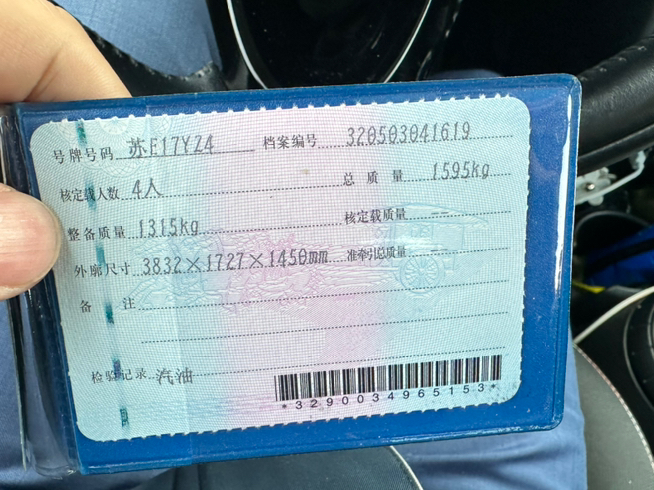 号牌号码 苏E17YZ4 档案编号 320503041619
核定载人数 4人 总质量 1595kg
整备质量 1315kg 核定载质量 --
外廓尺寸 3832×1727×1450mm 准牵引总质量
备注
检验记录 汽油
*3290034965153*